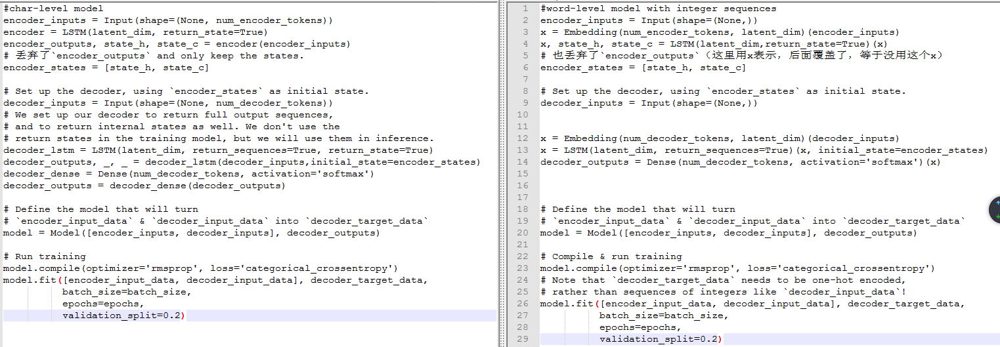 #char-level model
encoder_inputs = Input(shape=(None, num_encoder_tokens))
encoder = LSTM(latent_dim, return_state=True)
encoder_outputs, state_h, state_c = encoder(encoder_inputs)
# 丢弃了`encoder_outputs` and only keep the states.
encoder_states = [state_h, state_c]

# Set up the decoder, using `encoder_states` as initial state.
decoder_inputs = Input(shape=(None, num_decoder_tokens))
# We set up our decoder to return full output sequences,
# and to return internal states as well. We don't use the
# return states in the training model, but we will use them in inference.
decoder_lstm = LSTM(latent_dim, return_sequences=True, return_state=True)
decoder_outputs, _, _ = decoder_lstm(decoder_inputs,initial_state=encoder_states)
decoder_dense = Dense(num_decoder_tokens, activation='softmax')
decoder_outputs = decoder_dense(decoder_outputs)

# Define the model that will turn
# `encoder_input_data` & `decoder_input_data` into `decoder_target_data`
model = Model([encoder_inputs, decoder_inputs], decoder_outputs)

# Run training
model.compile(optimizer='rmsprop', loss='categorical_crossentropy')
model.fit([encoder_input_data, decoder_input_data], decoder_target_data,
          batch_size=batch_size,
          epochs=epochs,
          validation_split=0.2)

1 #word-level model with integer sequences
2 encoder_inputs = Input(shape=(None,))
3 x = Embedding(num_encoder_tokens, latent_dim)(encoder_inputs)
4 x, state_h, state_c = LSTM(latent_dim,return_state=True)(x)
5 # 也丢弃了`encoder_outputs`（这里用x表示，后面覆盖了，等于没用这个x）
6 encoder_states = [state_h, state_c]
7
8 # Set up the decoder, using `encoder_states` as initial state.
9 decoder_inputs = Input(shape=(None,))
10
11
12 x = Embedding(num_decoder_tokens, latent_dim)(decoder_inputs)
13 x = LSTM(latent_dim, return_sequences=True)(x, initial_state=encoder_states)
14 decoder_outputs = Dense(num_decoder_tokens, activation='softmax')(x)
15
16
17
18 # Define the model that will turn
19 # `encoder_input_data` & `decoder_input_data` into `decoder_target_data`
20 model = Model([encoder_inputs, decoder_inputs], decoder_outputs)
21
22 # Compile & run training
23 model.compile(optimizer='rmsprop', loss='categorical_crossentropy')
24 # Note that `decoder_target_data` needs to be one-hot encoded,
25 # rather than sequences of integers like `decoder_input_data`!
26 model.fit([encoder_input_data, decoder_input_data], decoder_target_data,
27           batch_size=batch_size,
28           epochs=epochs,
29           validation_split=0.2)